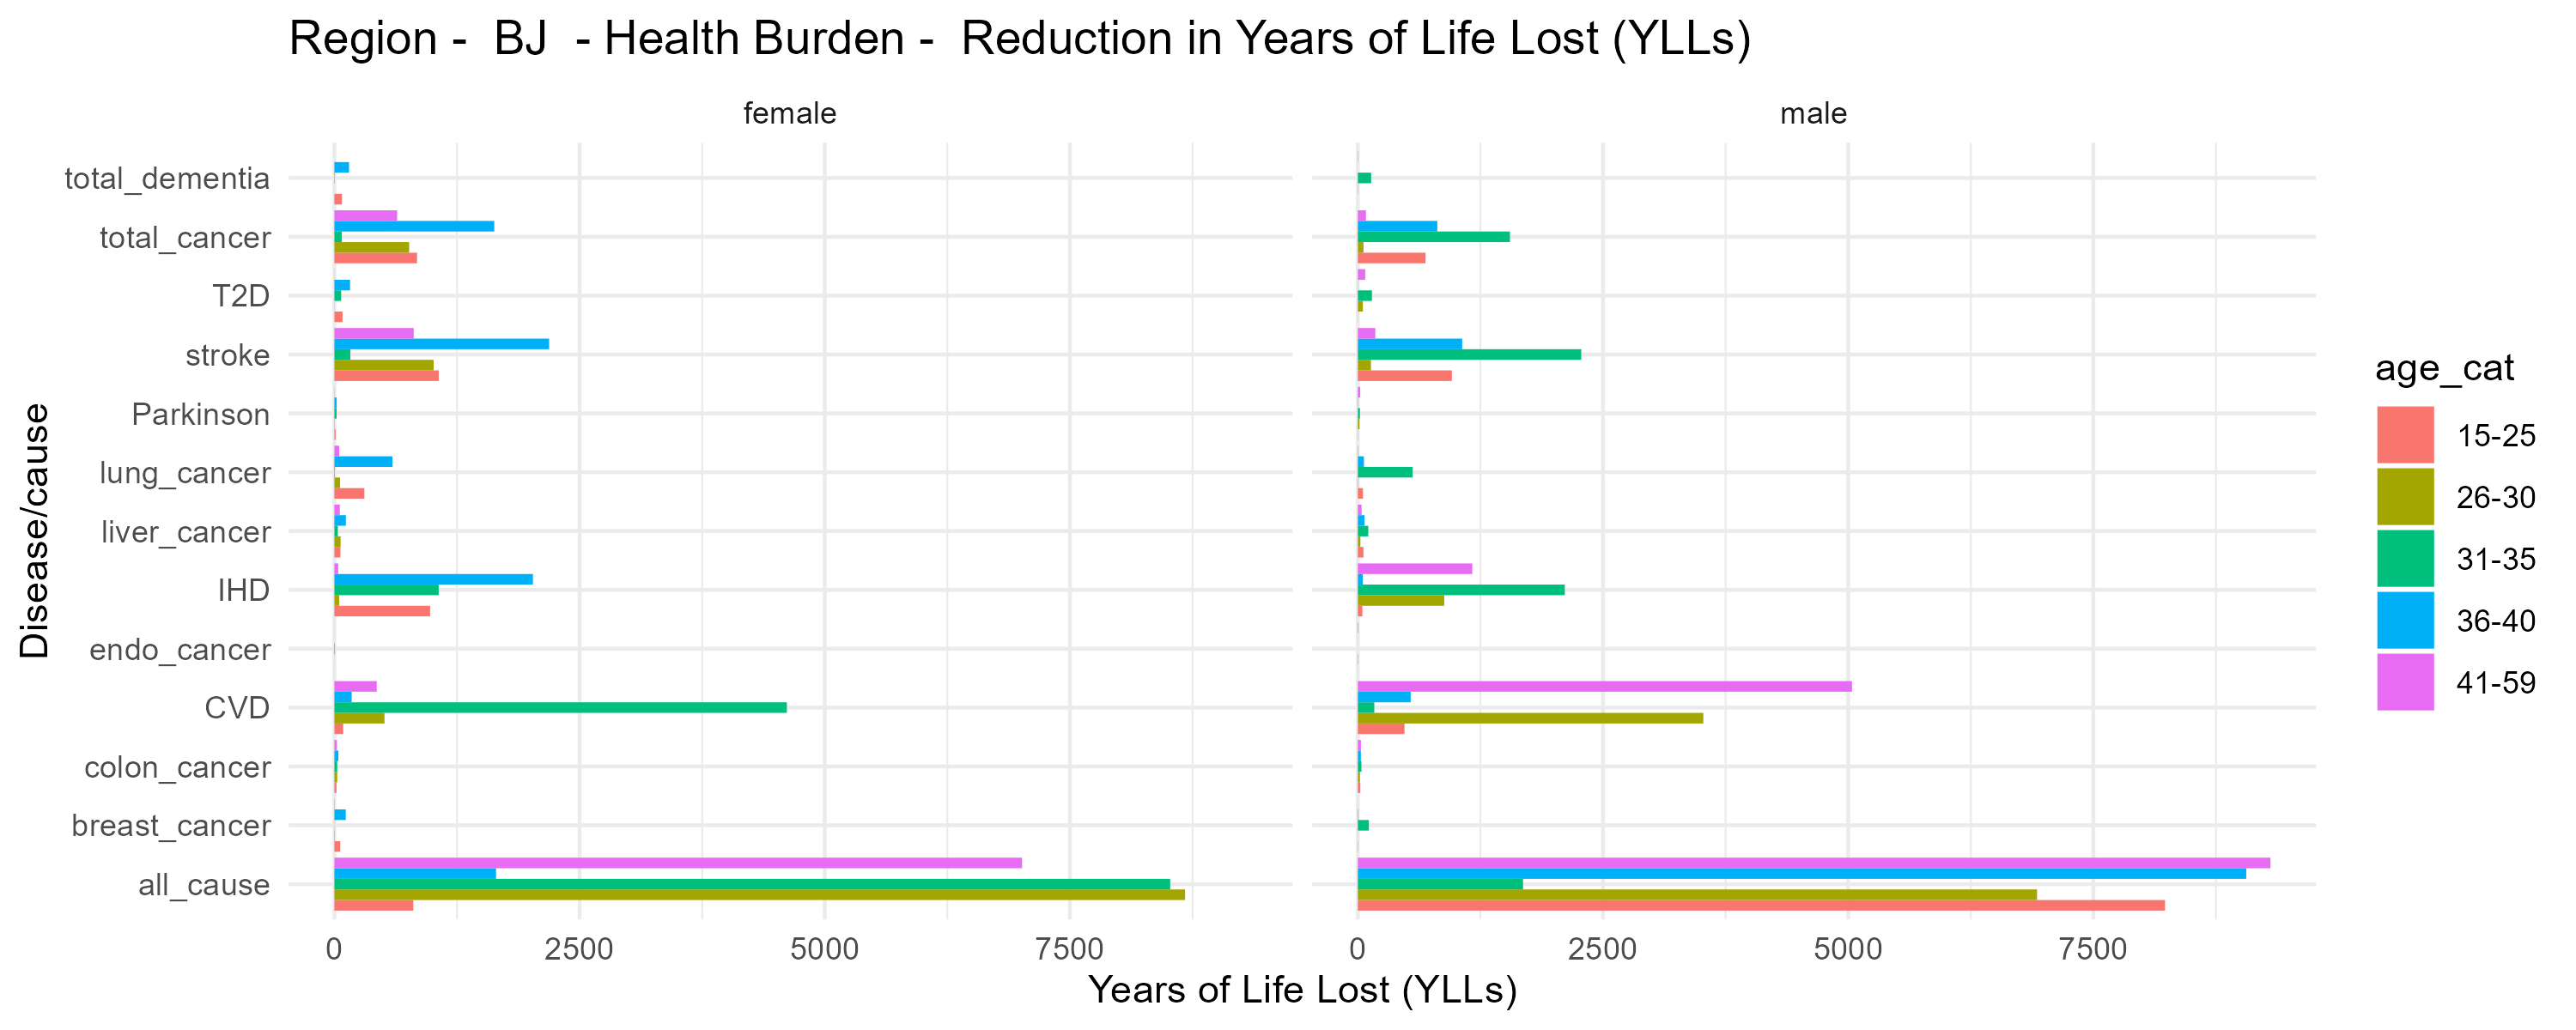 Region -  BJ  - Health Burden -  Reduction in Years of Life Lost (YLLs)
female
male
total_dementia
total_cancer
T2D
stroke
Parkinson
lung_cancer
liver_cancer
IHD
endo_cancer
CVD
colon_cancer
breast_cancer
all_cause
Disease/cause
0 2500 5000 7500
0 2500 5000 7500
Years of Life Lost (YLLs)
age_cat
15-25
26-30
31-35
36-40
41-59